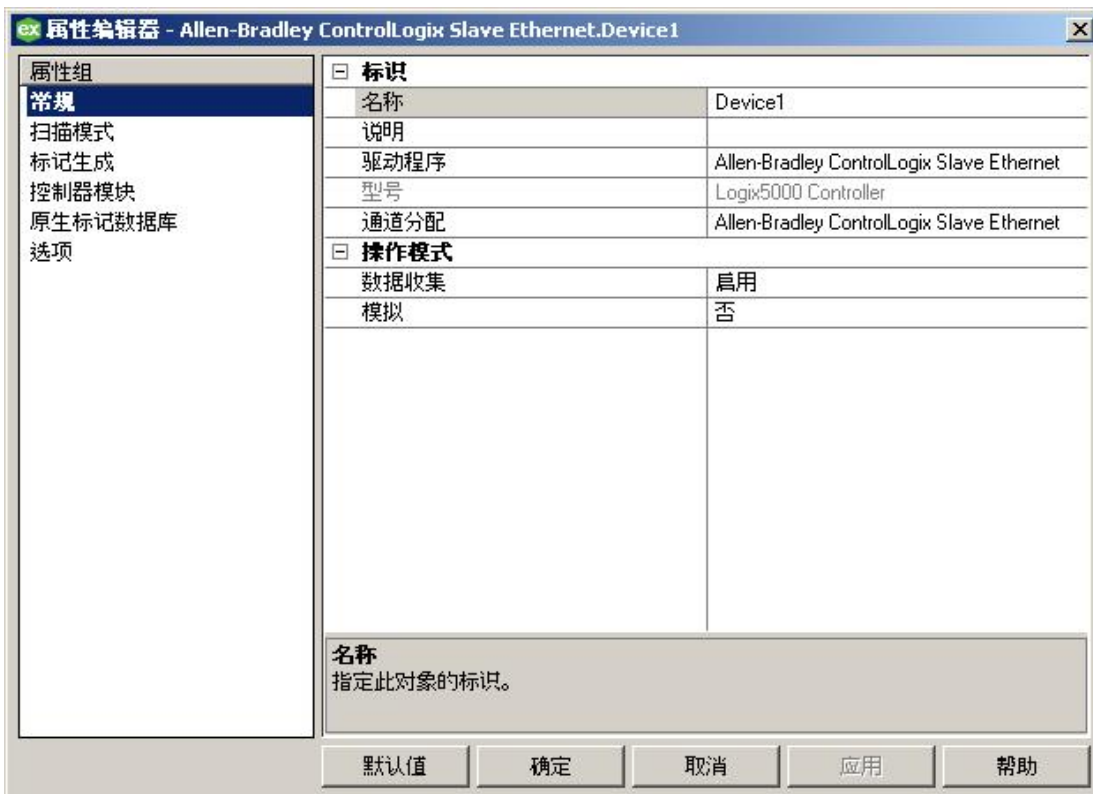 ex 属性编辑器 - Allen-Bradley ControlLogix Slave Ethernet.Device1
属性组
常规
扫描模式
标记生成
控制器模块
原生标记数据库
选项
标识
名称 Device1
说明
驱动程序 Allen-Bradley ControlLogix Slave Ethernet
型号 Logix5000 Controller
通道分配 Allen-Bradley ControlLogix Slave Ethernet
操作模式
数据收集 启用
模拟 否
名称
指定此对象的标识。
默认值 确定 取消 应用 帮助